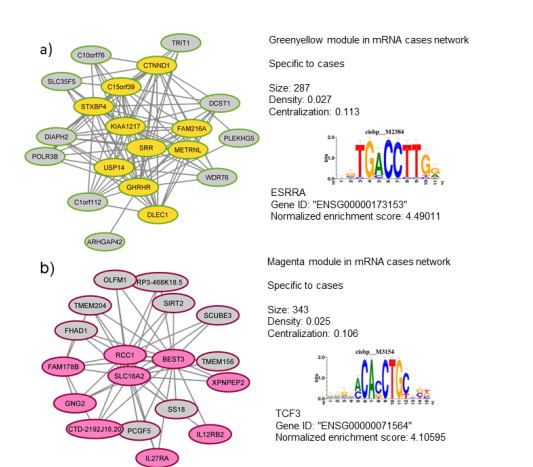 a)
TRIT1
C10orf76
CTNND1
SLC35F5
C15orf39
STXBP4
DCST1
KIAA1217
FAM216A
DIAPH2
PLEKHG5
SRR
METRNL
POLR3B
USP14
WDR76
GHRHR
C1orf112
DLEC1
ARHGAP42
Greenyellow module in mRNA cases network
Specific to cases
Size: 287
Density: 0.027
Centralization: 0.113
cisbp__M2384
TGACCTTG
ESRRA
Gene ID: "ENSG00000173153"
Normalized enrichment score: 4.49011
b)
OLFM1
RP3-468K18.5
TMEM204
SIRT2
SCUBE3
FHAD1
RCC1
BEST3
FAM178B
TMEM156
SLC16A2
XPNPEP2
GNG2
SS18
CTD-2192J16.20
PCGF5
IL12RB2
IL27RA
Magenta module in mRNA cases network
Specific to cases
Size: 343
Density: 0.025
Centralization: 0.106
cisbp__M3154
CACCTG
TCF3
Gene ID: "ENSG00000071564"
Normalized enrichment score: 4.10595